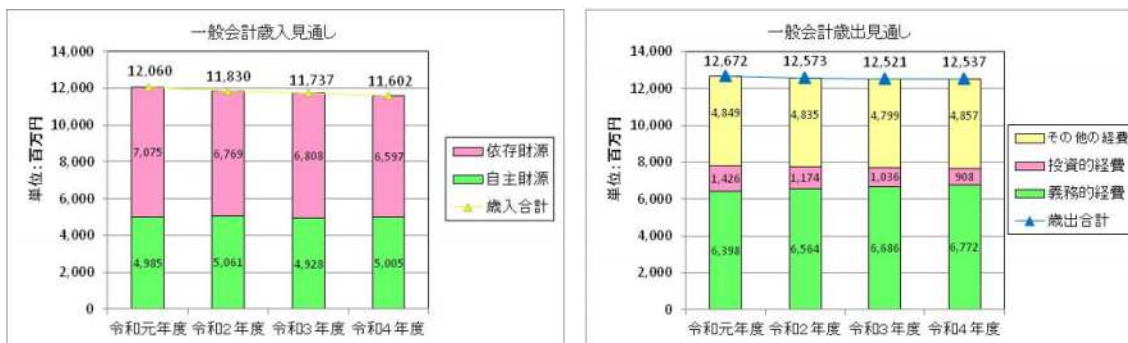 一般会計歳入見通し
単位:百万円
14,000
12,000
10,000
8,000
6,000
4,000
2,000
0
12,060
11,830
11,737
11,602
7,075
6,769
6,808
6,597
4,985
5,061
4,928
5,005
令和元年度
令和2年度
令和3年度
令和4年度
依存財源
自主財源
歳入合計
一般会計歳出見通し
単位:百万円
14,000
12,000
10,000
8,000
6,000
4,000
2,000
0
12,672
12,573
12,521
12,537
4,849
4,835
4,799
4,857
1,426
1,174
1,036
908
6,398
6,564
6,686
6,772
令和元年度
令和2年度
令和3年度
令和4年度
その他の経費
投資的経費
義務的経費
歳出合計